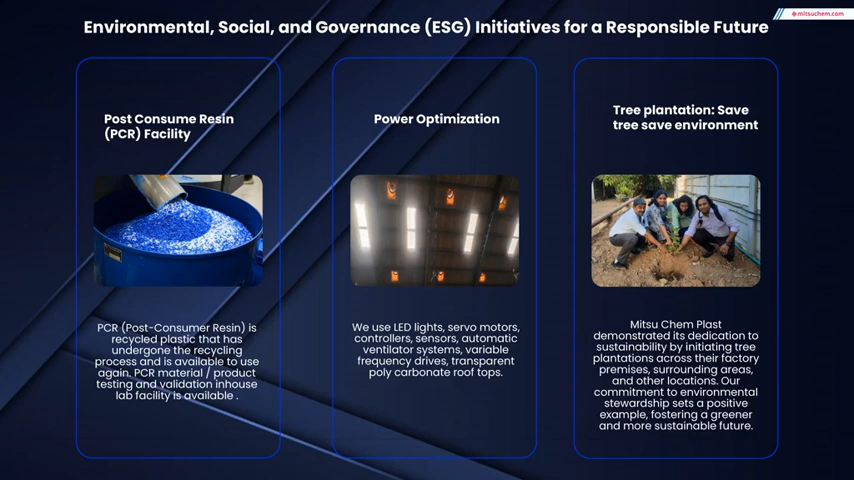 mitsuchem.com
Environmental, Social, and Governance (ESG) Initiatives for a Responsible Future
Post Consume Resin
(PCR) Facility
PCR (Post-Consumer Resin) is
recycled plastic that has
undergone the recycling
process and is available to use
again. PCR material / product
testing and validation inhouse
lab facility is available .
Power Optimization
We use LED lights, servo motors,
controllers, sensors, automatic
ventilator systems, variable
frequency drives, transparent
poly carbonate roof tops.
Tree plantation: Save
tree save environment
Mitsu Chem Plast
demonstrated its dedication to
sustainability by initiating tree
plantations across their factory
premises, surrounding areas,
and other locations. Our
commitment to environmental
stewardship sets a positive
example, fostering a greener
and more sustainable future.